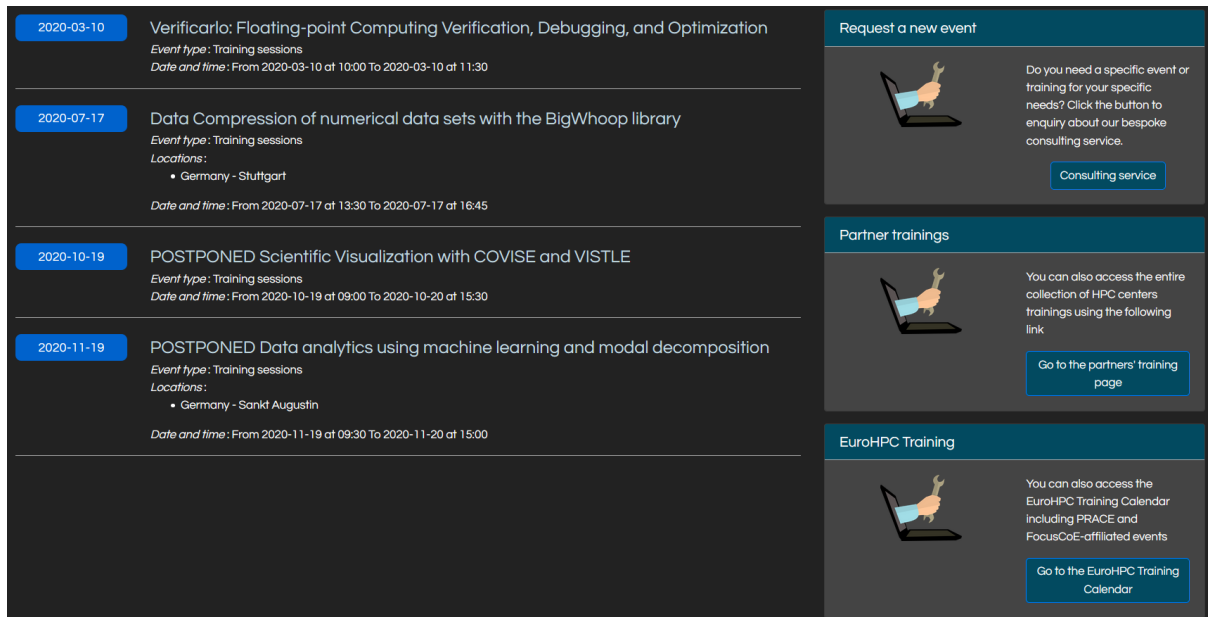 2020-03-10
Verificarlo: Floating-point Computing Verification, Debugging, and Optimization
Event type : Training sessions
Date and time : From 2020-03-10 at 10:00 To 2020-03-10 at 11:30
2020-07-17
Data Compression of numerical data sets with the BigWhoop library
Event type : Training sessions
Locations :
• Germany - Stuttgart
Date and time : From 2020-07-17 at 13:30 To 2020-07-17 at 16:45
2020-10-19
POSTPONED Scientific Visualization with COVISE and VISTLE
Event type : Training sessions
Date and time : From 2020-10-19 at 09:00 To 2020-10-20 at 15:30
2020-11-19
POSTPONED Data analytics using machine learning and modal decomposition
Event type : Training sessions
Locations :
• Germany - Sankt Augustin
Date and time : From 2020-11-19 at 09:30 To 2020-11-20 at 15:00
Request a new event
Do you need a specific event or
training for your specific
needs? Click the button to
enquiry about our bespoke
consulting service.
Consulting service
Partner trainings
You can also access the entire
collection of HPC centers
trainings using the following
link
Go to the partners' training
page
EuroHPC Training
You can also access the
EuroHPC Training Calendar
including PRACE and
FocusCoE-affiliated events
Go to the EuroHPC Training
Calendar